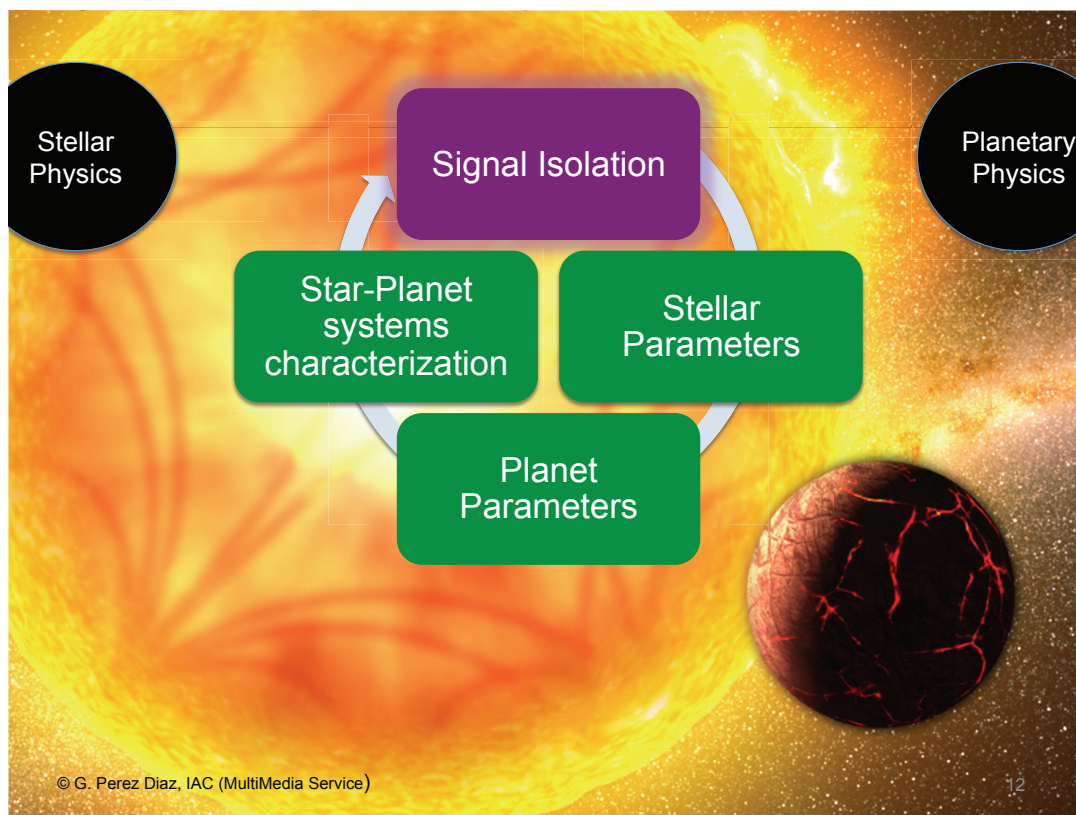 Stellar
Physics
Signal Isolation
Planetary
Physics
Star-Planet
systems
characterization
Stellar
Parameters
Planet
Parameters
© G. Perez Diaz, IAC (MultiMedia Service)
12